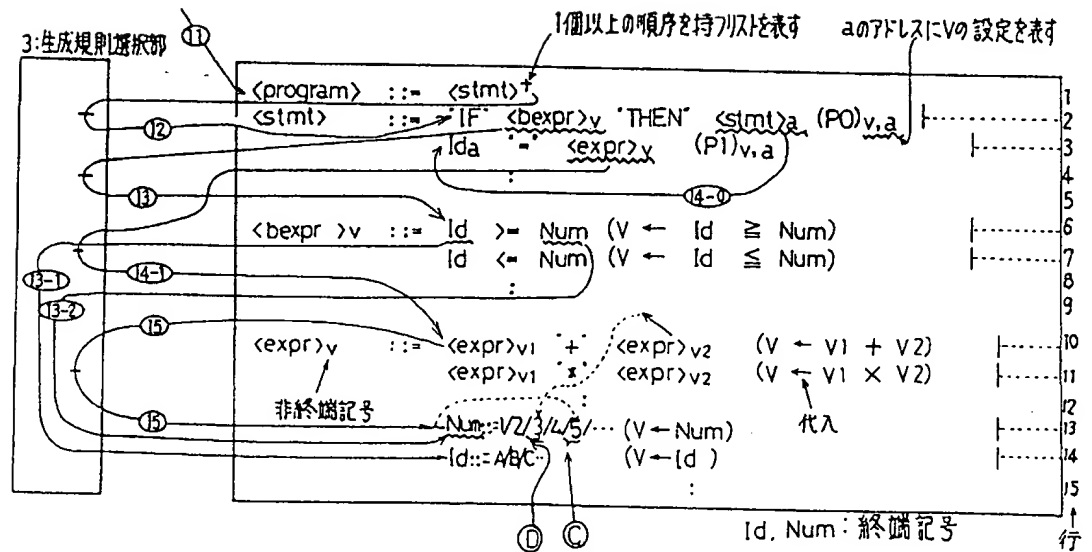 1個以上の順序を持つリストを表す
aのアドレスにVの設定を表す
3:生成規則選択部
⑪
<program> ::= <stmt>+ 1
<stmt> ::= "IF" <bexpr>v "THEN" <stmt>a (P0)v,a 2
⑫
Ida "=" <expr>v (P1)v,a 3
: 4
⑬ ⑭-0 5
<bexpr>v ::= Id >= Num (V ← Id ≧ Num) 6
Id <= Num (V ← Id ≦ Num) 7
⑬-1 ⑭-1
: 8
⑬-2 9
⑮
<expr>v ::= <expr>v1 "+" <expr>v2 (V ← V1 + V2) 10
<expr>v1 "×" <expr>v2 (V ← V1 × V2) 11
: 12
非終端記号 代入
⑮
Num::=1/2/3/4/5/… (V←Num) 13
Id::=A/B/C… (V←Id) 14
: 15
Ⓓ Ⓒ
Id, Num:終端記号
行